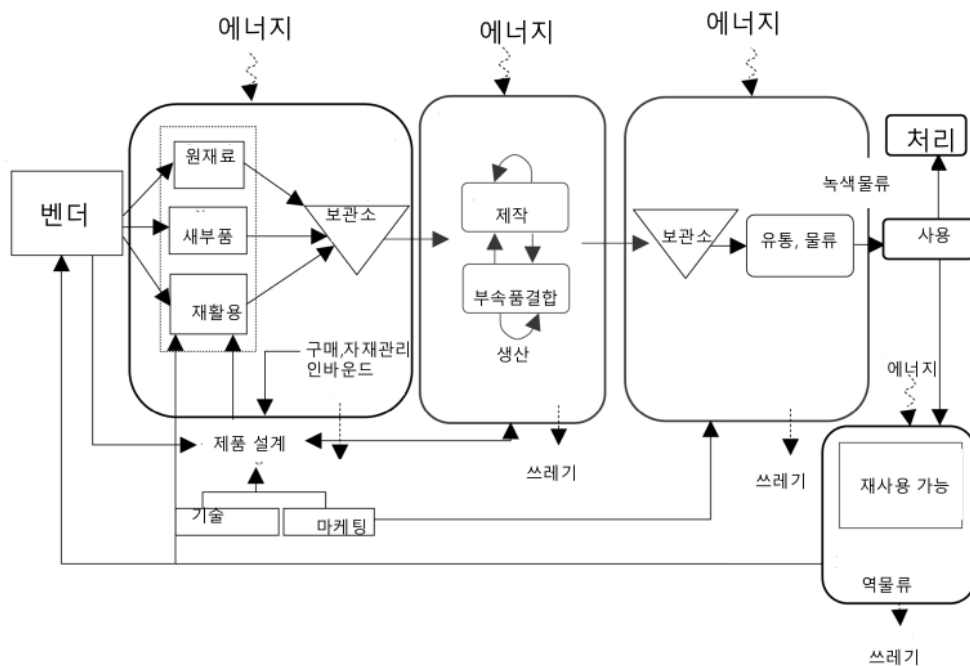 에너지
에너지
에너지
처리
원재료
녹색물류
벤더
보관소
제작
새부품
보관소
유통, 물류
사용
재활용
부속품결합
구매,자재관리
인바운드
생산
에너지
제품 설계
쓰레기
쓰레기
재사용 가능
기술
마케팅
역물류
쓰레기